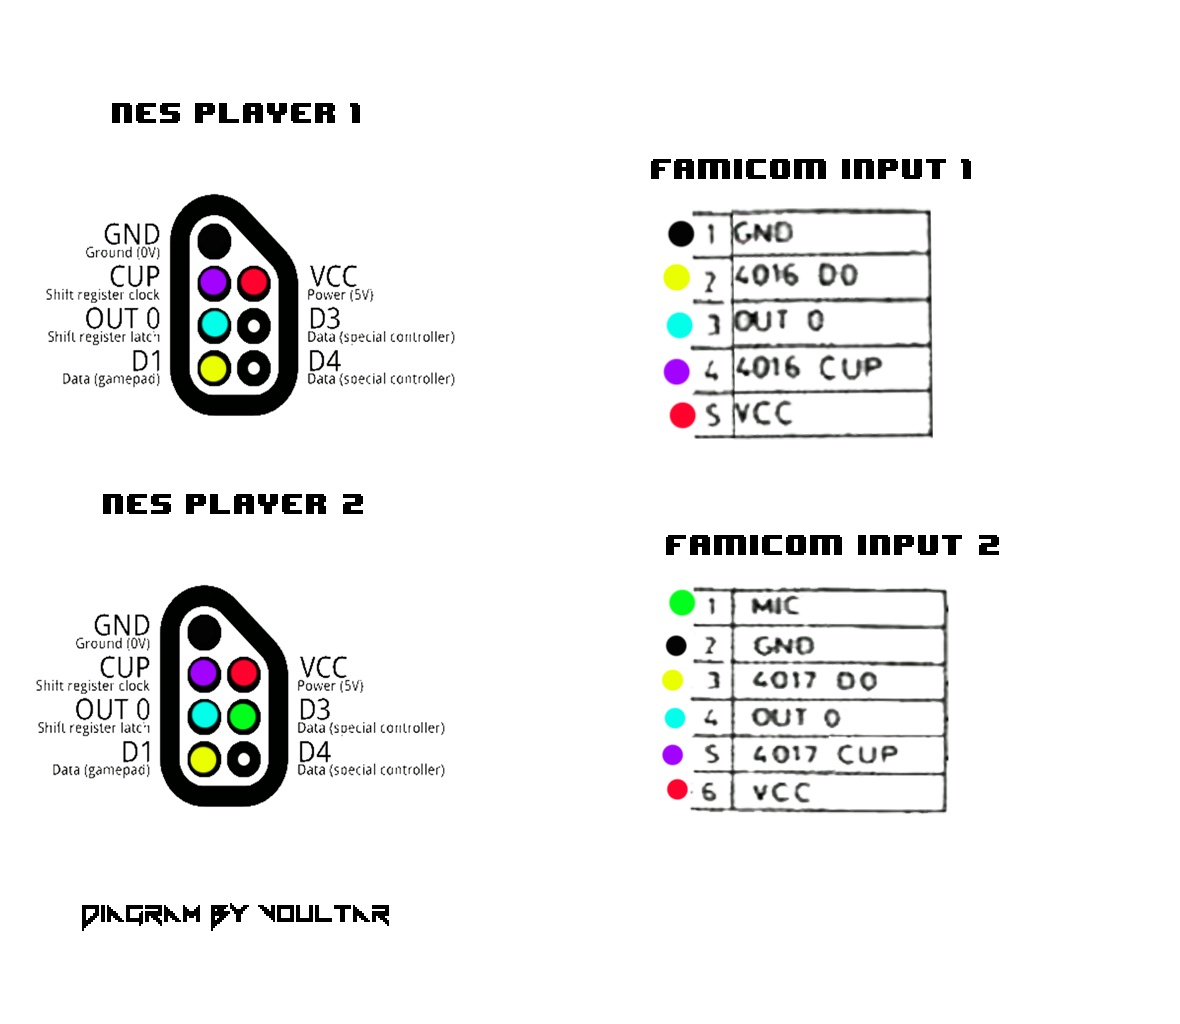 NES PLAYER 1
GND
Ground (0V)
CUP
Shift register clock
OUT 0
Shift register latch
D1
Data (gamepad)
VCC
Power (5V)
D3
Data (special controller)
D4
Data (special controller)
FAMICOM INPUT 1
1 GND
2 4016 D0
3 OUT 0
4 4016 CUP
5 VCC
NES PLAYER 2
GND
Ground (0V)
CUP
Shift register clock
OUT 0
Shift register latch
D1
Data (gamepad)
VCC
Power (5V)
D3
Data (special controller)
D4
Data (special controller)
FAMICOM INPUT 2
1 MIC
2 GND
3 4017 D0
4 OUT 0
5 4017 CUP
6 VCC
DIAGRAM BY VOULTAR